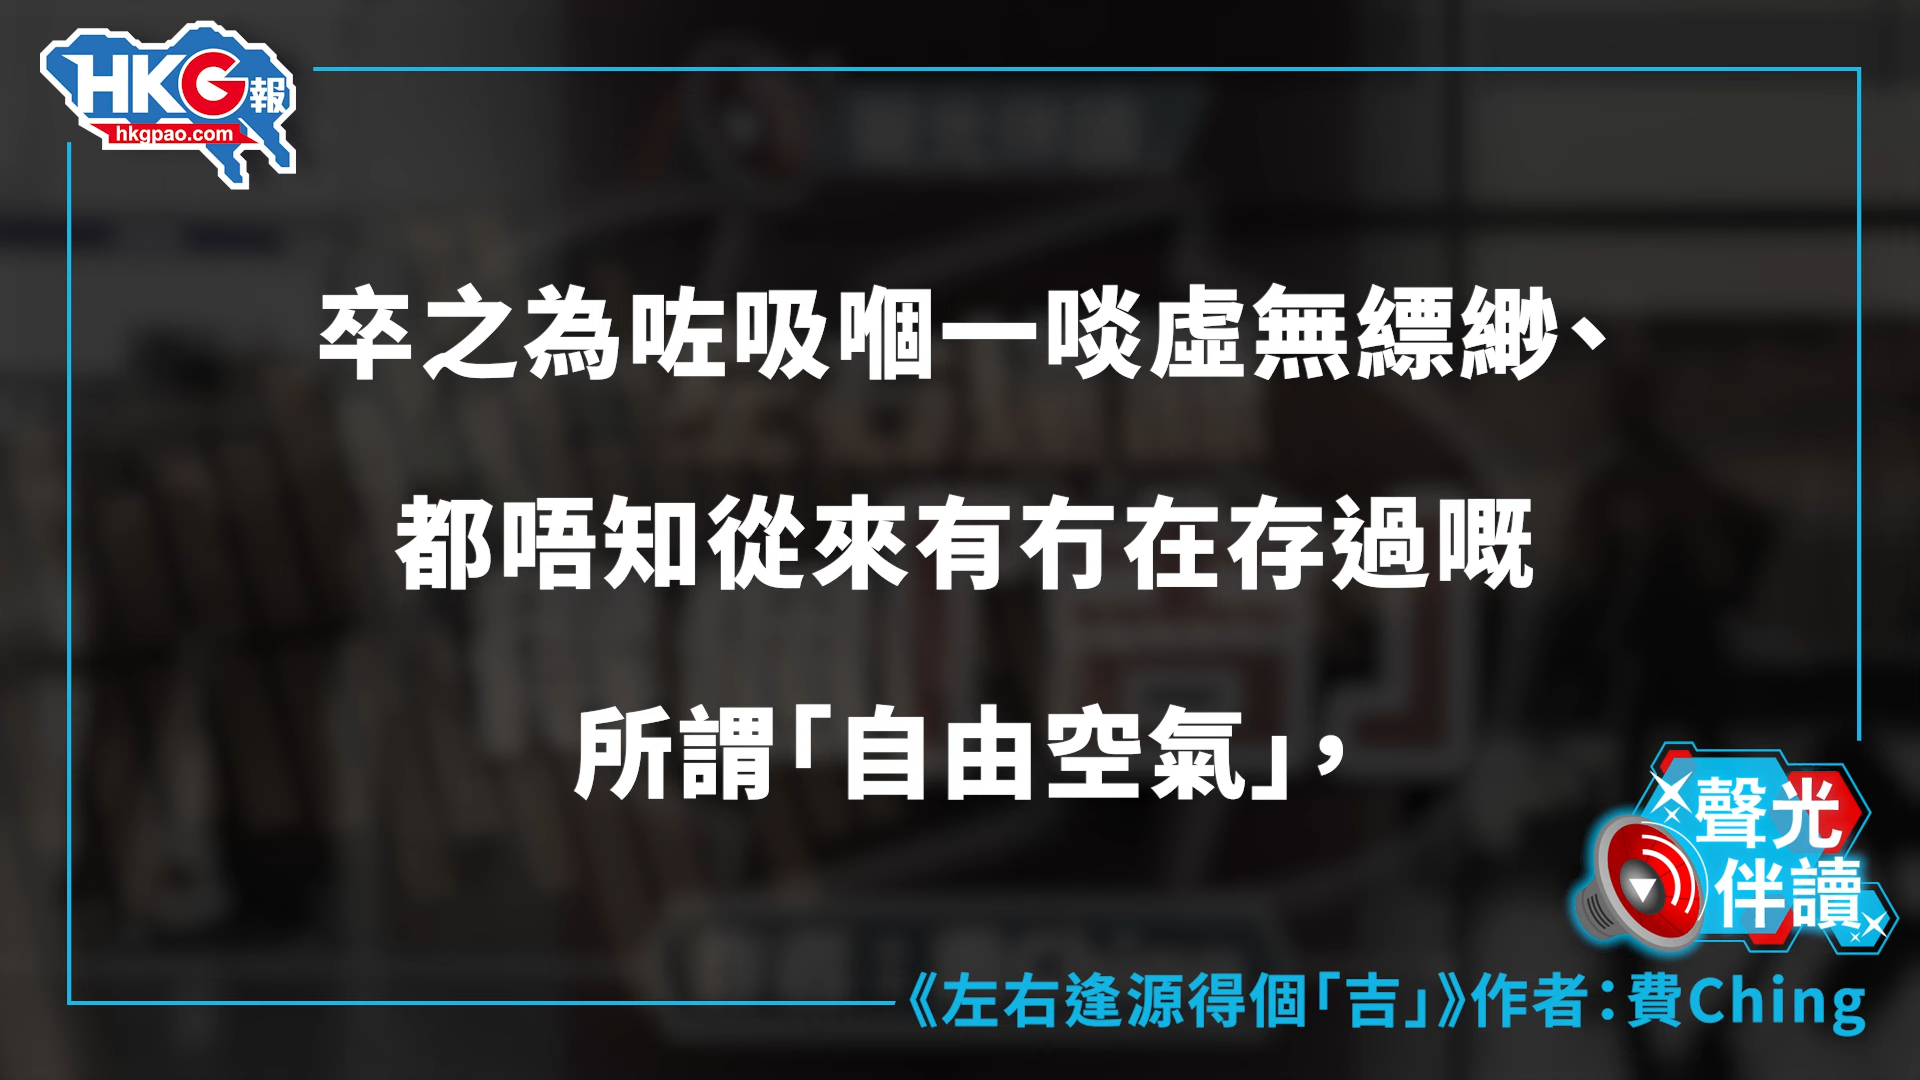 HKG報
hkgpao.com
卒之為咗吸嗰一啖虛無縹緲、
都唔知從來有冇在存過嘅
所謂「自由空氣」，
聲光
伴讀
《左右逢源得個「吉」》作者：費Ching